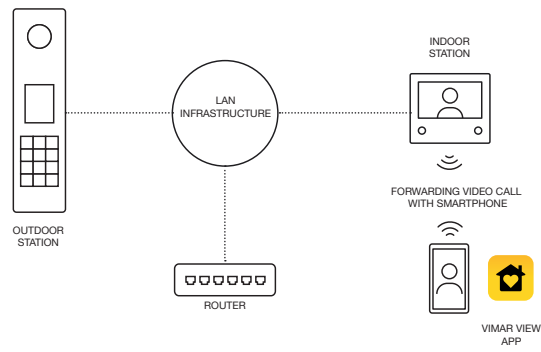 INDOOR
STATION
LAN
INFRASTRUCTURE
FORWARDING VIDEO CALL
WITH SMARTPHONE
OUTDOOR
STATION
ROUTER
VIMAR VIEW
APP